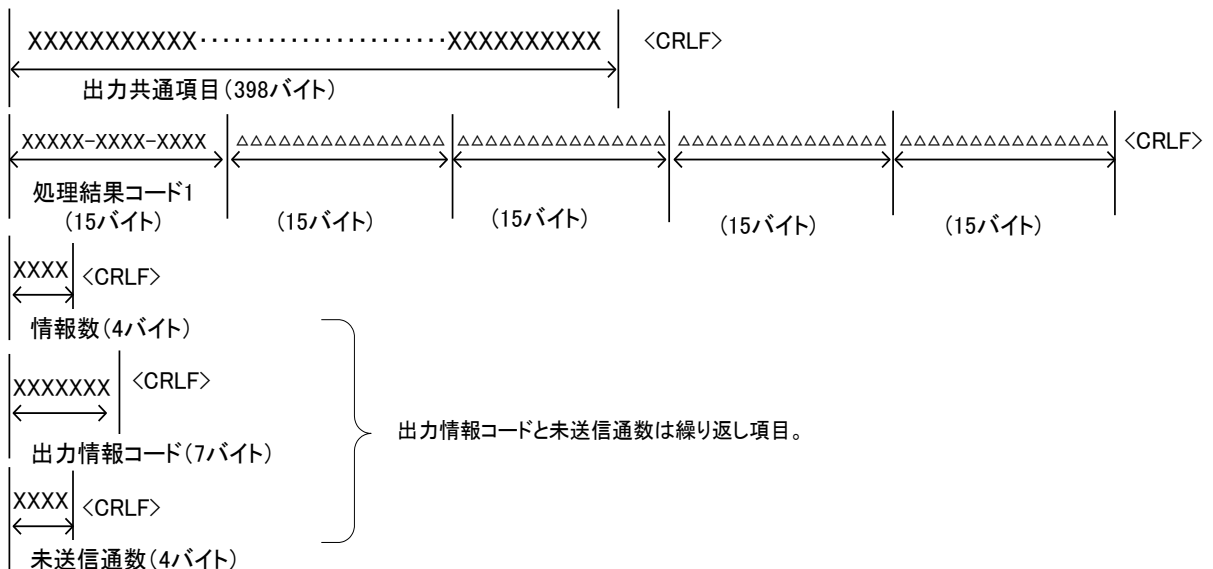 XXXXXXXXXXX······················XXXXXXXXXX <CRLF>
出力共通項目(398バイト)
XXXXX-XXXX-XXXX △△△△△△△△△△△△△△△ △△△△△△△△△△△△△△△ △△△△△△△△△△△△△△△ △△△△△△△△△△△△△△△ <CRLF>
処理結果コード1
(15バイト) (15バイト) (15バイト) (15バイト) (15バイト)
XXXX <CRLF>
情報数(4バイト)
XXXXXXX <CRLF>
出力情報コードと未送信通数は繰り返し項目。
出力情報コード(7バイト)
XXXX <CRLF>
未送信通数(4バイト)